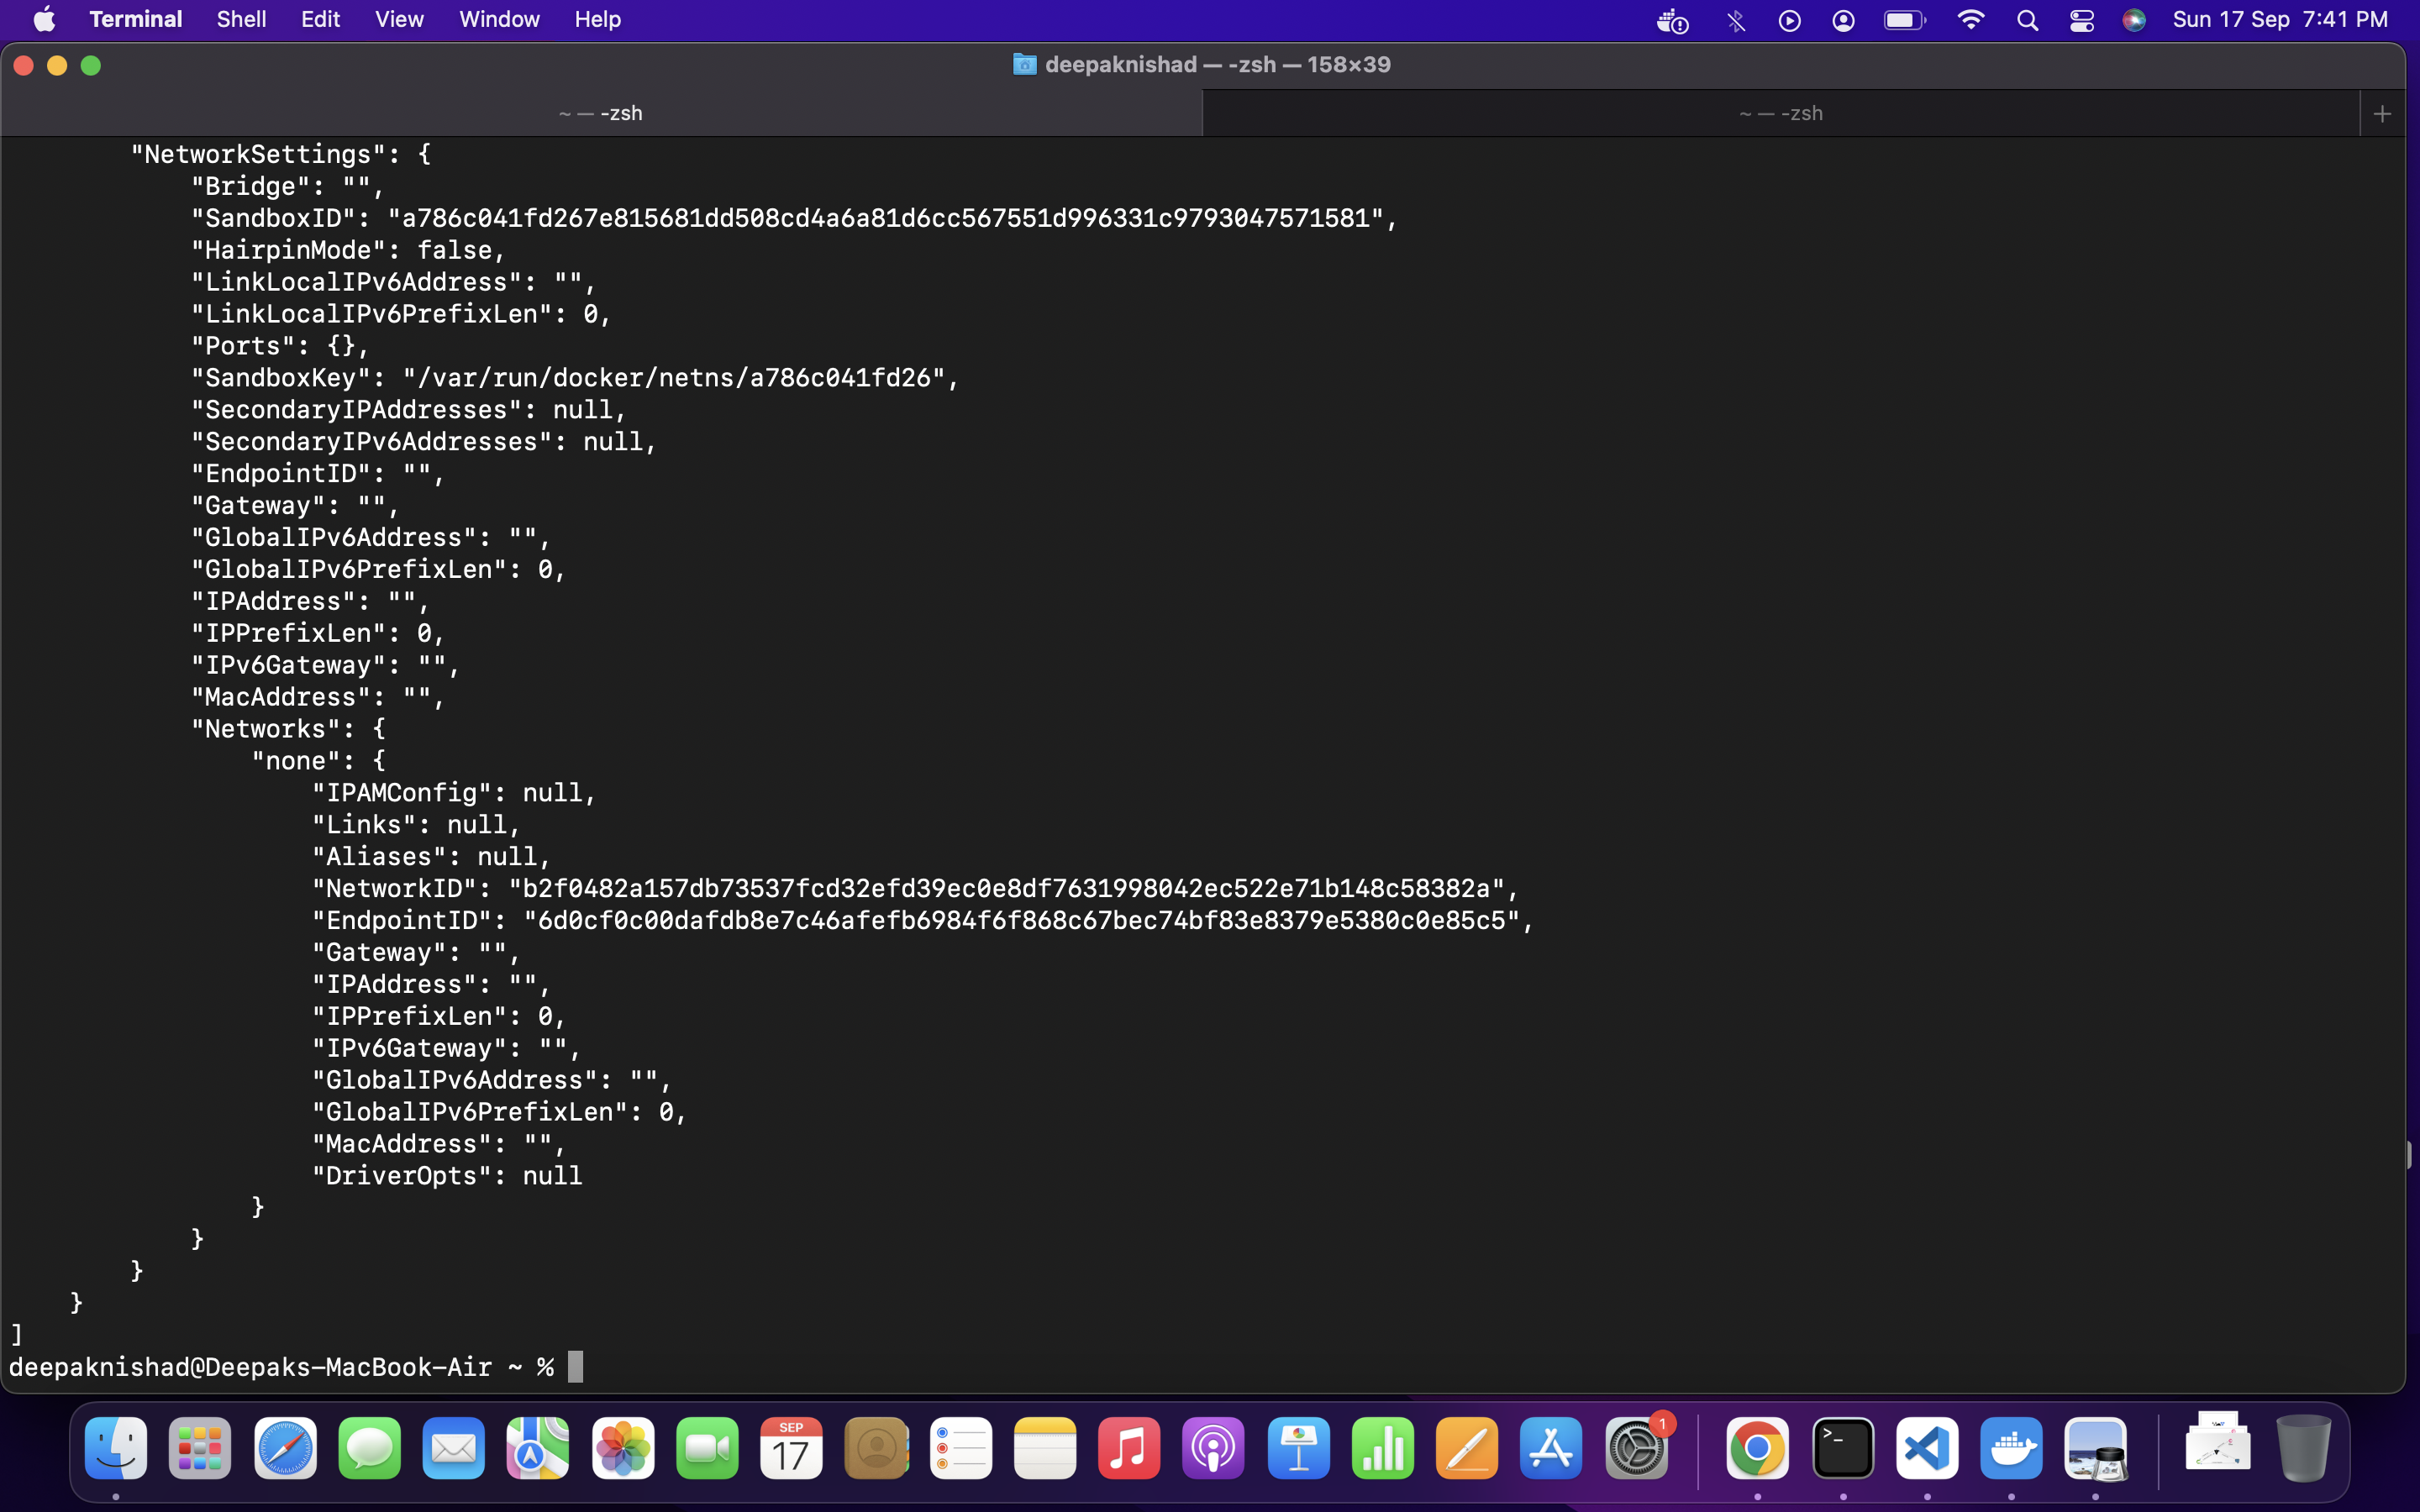 Terminal Shell Edit View Window Help Sun 17 Sep 7:41 PM
deepaknishad — -zsh — 158×39
~ — -zsh ~ — -zsh +
"NetworkSettings": {
"Bridge": "",
"SandboxID": "a786c041fd267e815681dd508cd4a6a81d6cc567551d996331c9793047571581",
"HairpinMode": false,
"LinkLocalIPv6Address": "",
"LinkLocalIPv6PrefixLen": 0,
"Ports": {},
"SandboxKey": "/var/run/docker/netns/a786c041fd26",
"SecondaryIPAddresses": null,
"SecondaryIPv6Addresses": null,
"EndpointID": "",
"Gateway": "",
"GlobalIPv6Address": "",
"GlobalIPv6PrefixLen": 0,
"IPAddress": "",
"IPPrefixLen": 0,
"IPv6Gateway": "",
"MacAddress": "",
"Networks": {
"none": {
"IPAMConfig": null,
"Links": null,
"Aliases": null,
"NetworkID": "b2f0482a157db73537fcd32efd39ec0e8df7631998042ec522e71b148c58382a",
"EndpointID": "6d0cf0c00dafdb8e7c46afefb6984f6f868c67bec74bf83e8379e5380c0e85c5",
"Gateway": "",
"IPAddress": "",
"IPPrefixLen": 0,
"IPv6Gateway": "",
"GlobalIPv6Address": "",
"GlobalIPv6PrefixLen": 0,
"MacAddress": "",
"DriverOpts": null
}
}
}
}
]
deepaknishad@Deepaks-MacBook-Air ~ %
SEP
17
1
>_